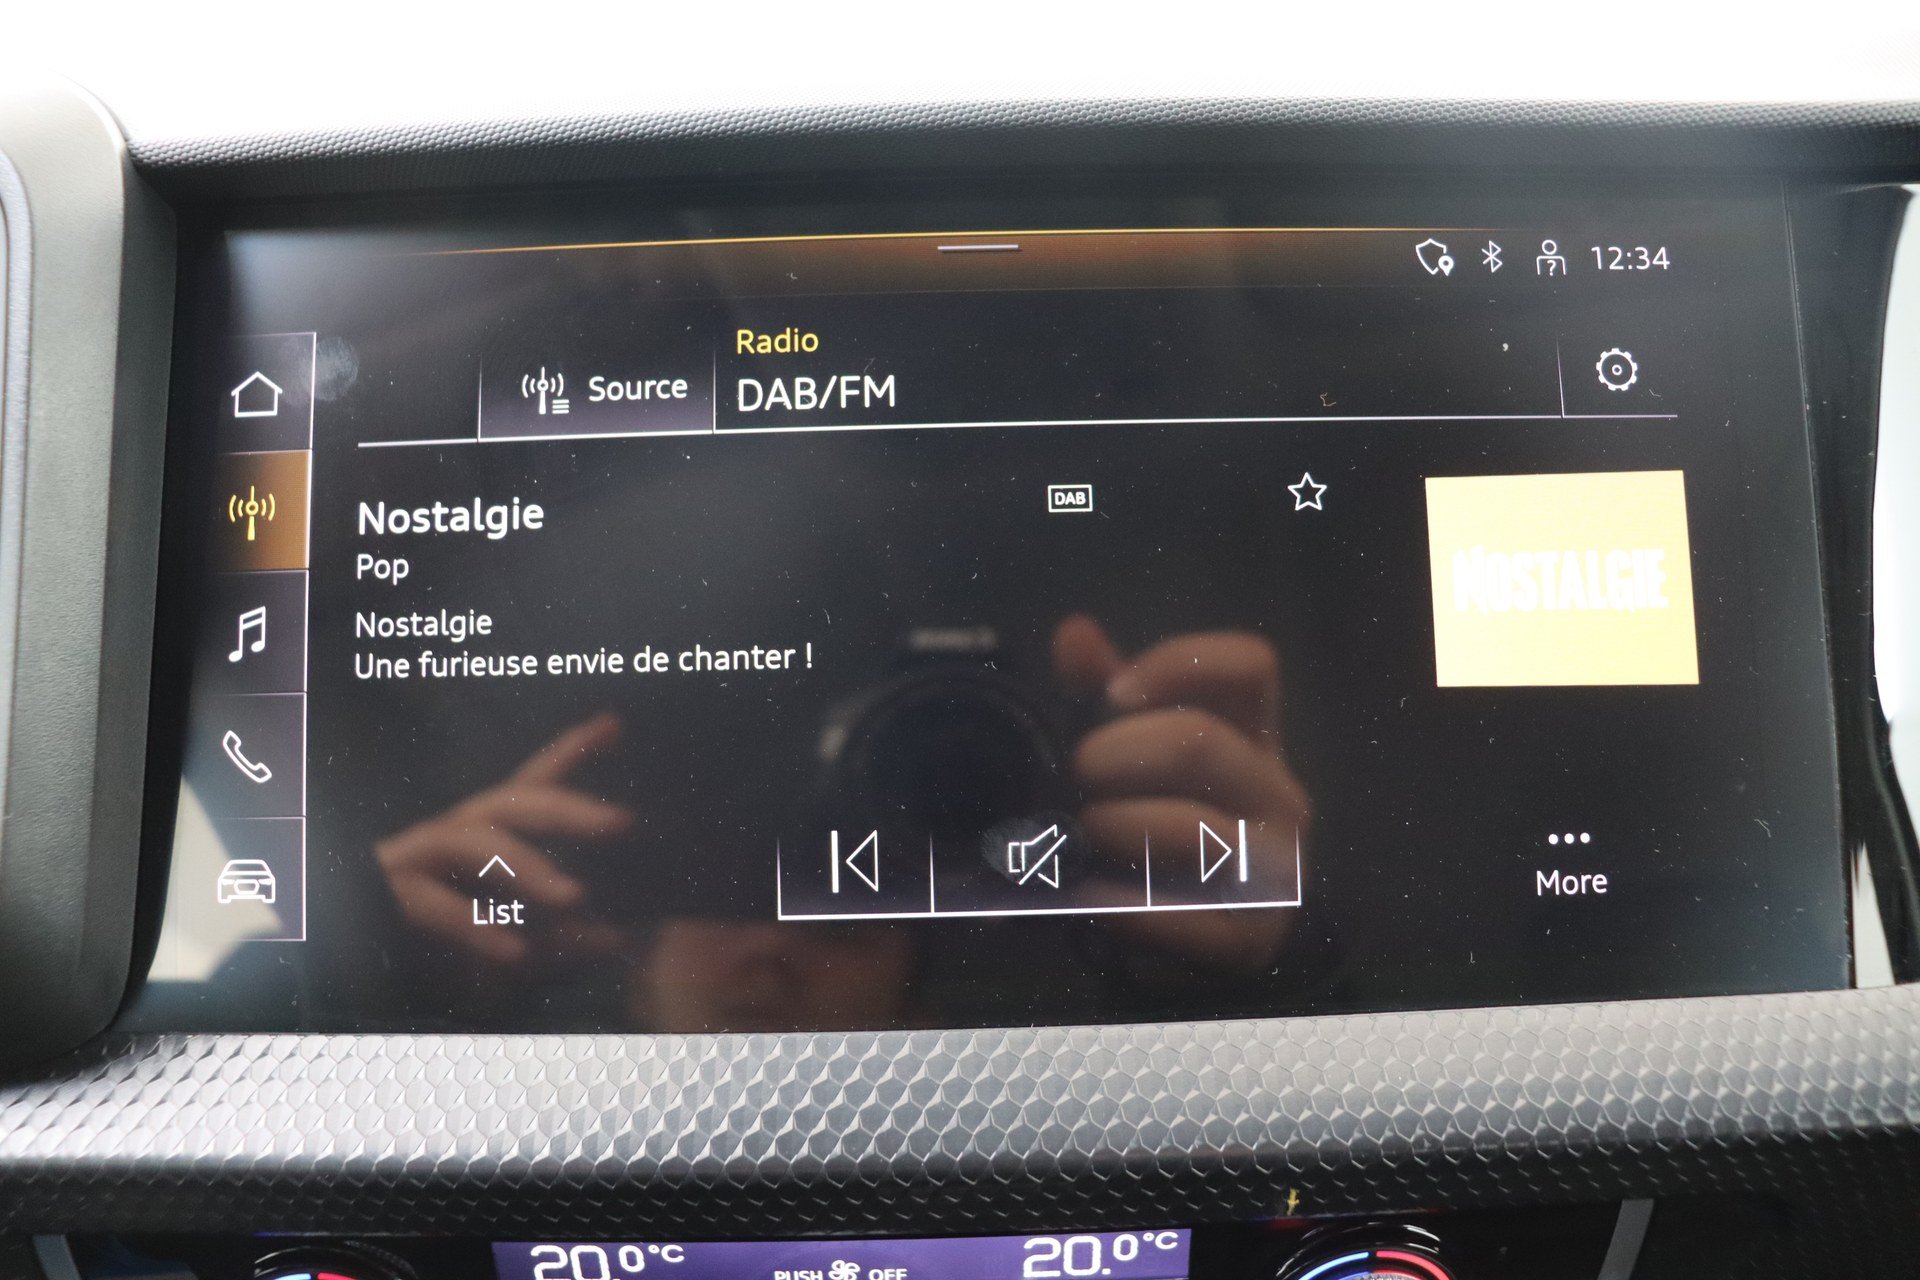 12:34
Radio
Source
DAB/FM
Nostalgie
DAB
Pop
NOSTALGIE
Nostalgie
Une furieuse envie de chanter !
List
More
20.0°C
PUSH OFF
20.0°C